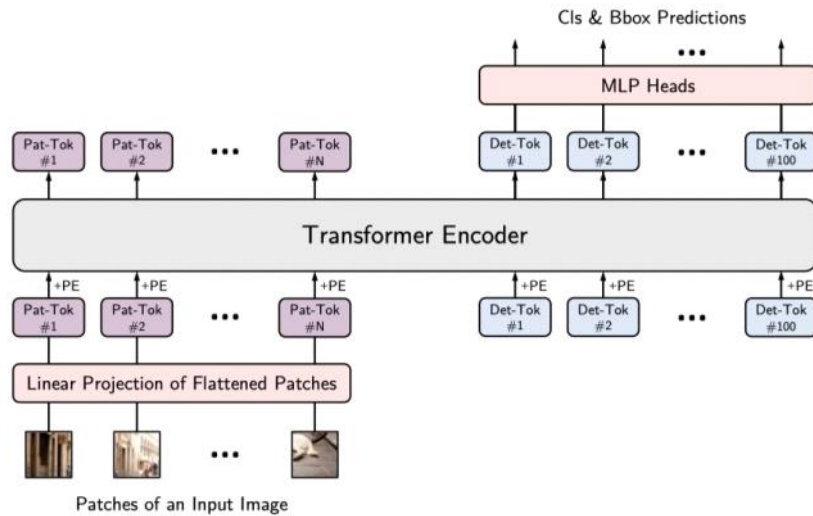 Cls & Bbox Predictions
MLP Heads
Pat-Tok #1
Pat-Tok #2
Pat-Tok #N
Det-Tok #1
Det-Tok #2
Det-Tok #100
Transformer Encoder
+PE +PE +PE +PE +PE +PE
Pat-Tok #1
Pat-Tok #2
Pat-Tok #N
Det-Tok #1
Det-Tok #2
Det-Tok #100
Linear Projection of Flattened Patches
Patches of an Input Image